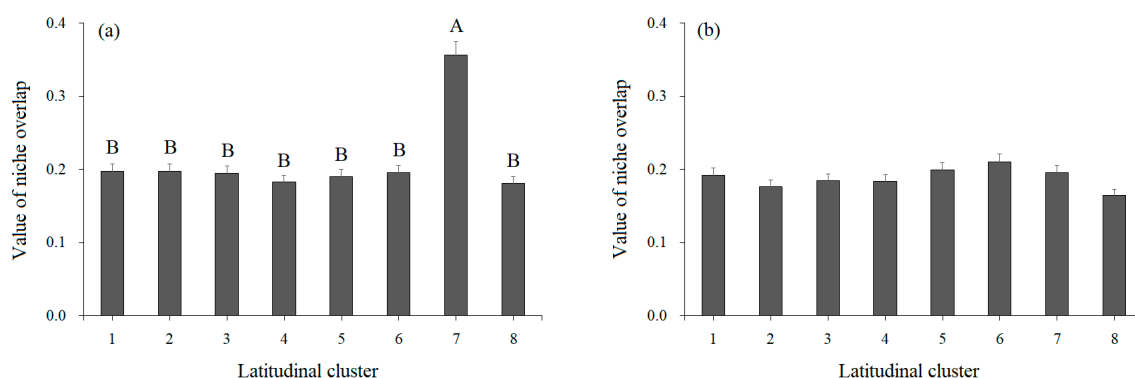 (a)
Value of niche overlap
0.4
0.3
0.2
0.1
0.0
B B B B B B A B
1 2 3 4 5 6 7 8
Latitudinal cluster
(b)
Value of niche overlap
0.4
0.3
0.2
0.1
0.0
1 2 3 4 5 6 7 8
Latitudinal cluster